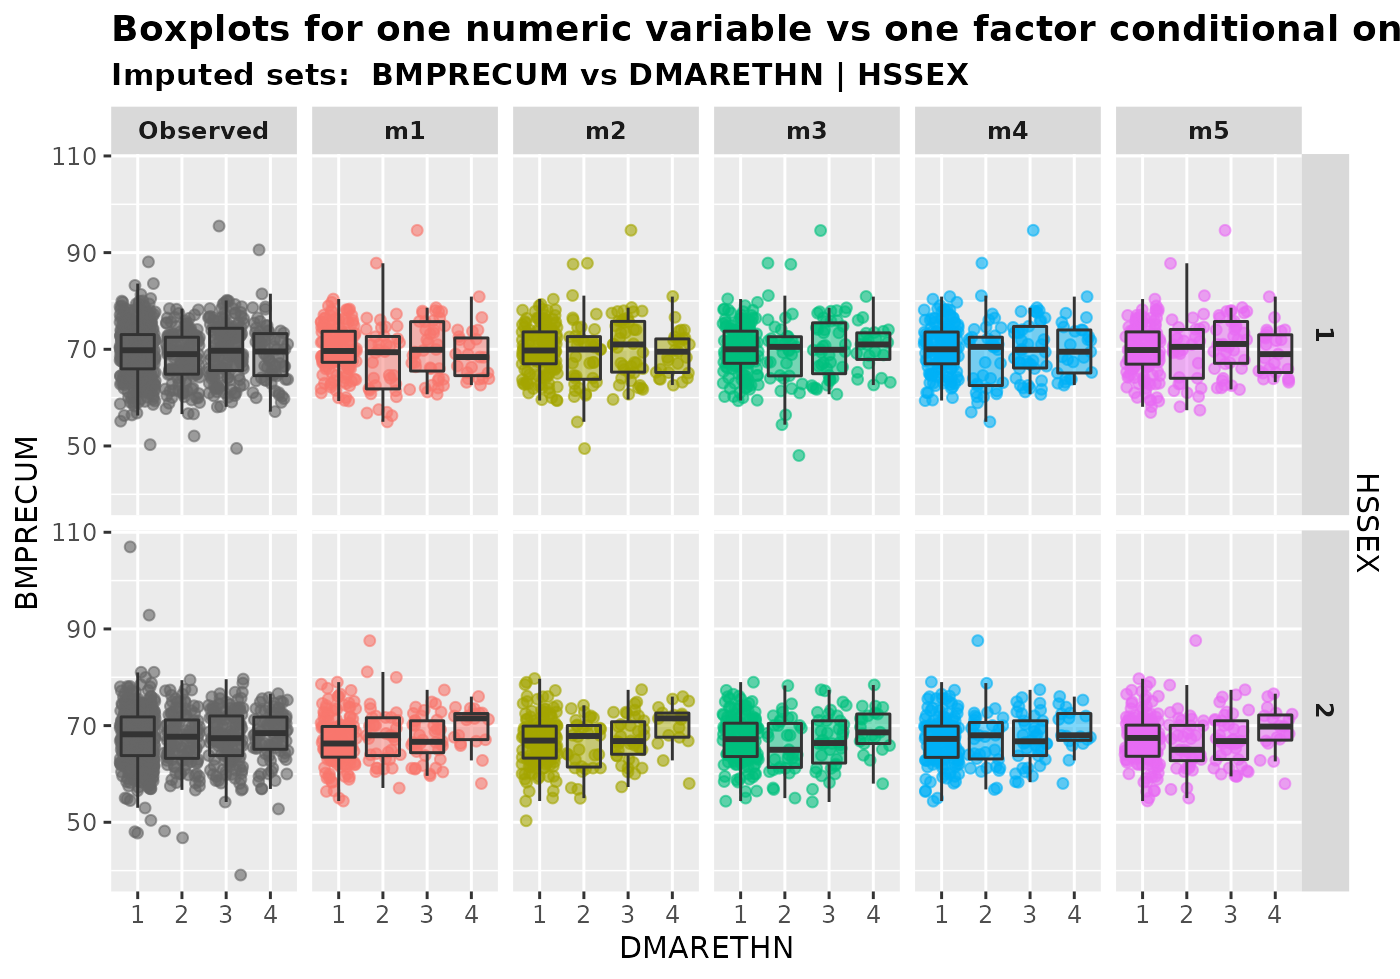 Boxplots for one numeric variable vs one factor conditional on
Imputed sets:  BMPRECUM vs DMARETHN | HSSEX
Observed m1 m2 m3 m4 m5
110
90
70
50
1
110
90
70
50
2
BMPRECUM
HSSEX
1 2 3 4 1 2 3 4 1 2 3 4 1 2 3 4 1 2 3 4 1 2 3 4
DMARETHN